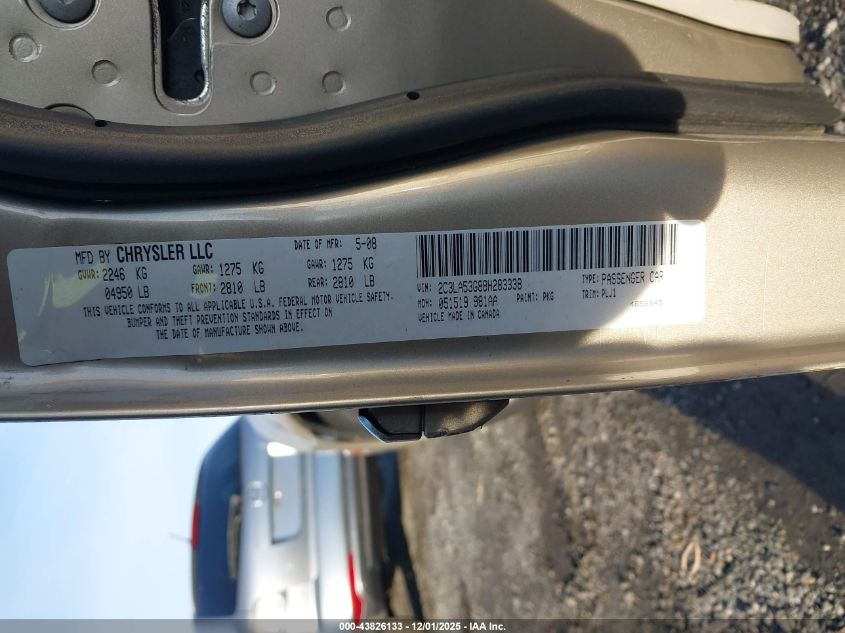 MFD BY CHRYSLER LLC
DATE OF MFR: 5-08
GVWR: 2246 KG GAWR: 1275 KG GAWR: 1275 KG
04950 LB FRONT: 2810 LB REAR: 2810 LB
THIS VEHICLE CONFORMS TO ALL APPLICABLE U.S.A. FEDERAL MOTOR VEHICLE SAFETY,
BUMPER AND THEFT PREVENTION STANDARDS IN EFFECT ON
THE DATE OF MANUFACTURE SHOWN ABOVE.
VIN: 2C3LA53G88H283338 TYPE: PASSENGER CAR
MDH: 051519 981AA PAINT: PKG TRIM: PLJ1
VEHICLE MADE IN CANADA
000-43826133 - 12/01/2025 - IAA Inc.